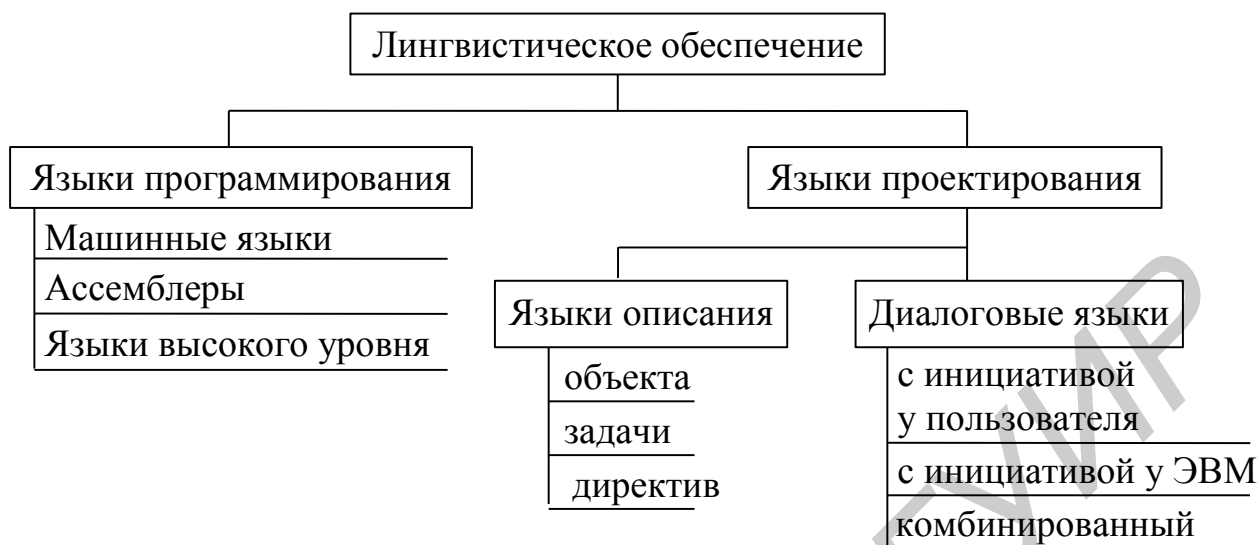 Лингвистическое обеспечение
Языки программирования
Машинные языки
Ассемблеры
Языки высокого уровня
Языки проектирования
Языки описания
объекта
задачи
директив
Диалоговые языки
с инициативой
у пользователя
с инициативой у ЭВМ
комбинированный
ГУИР